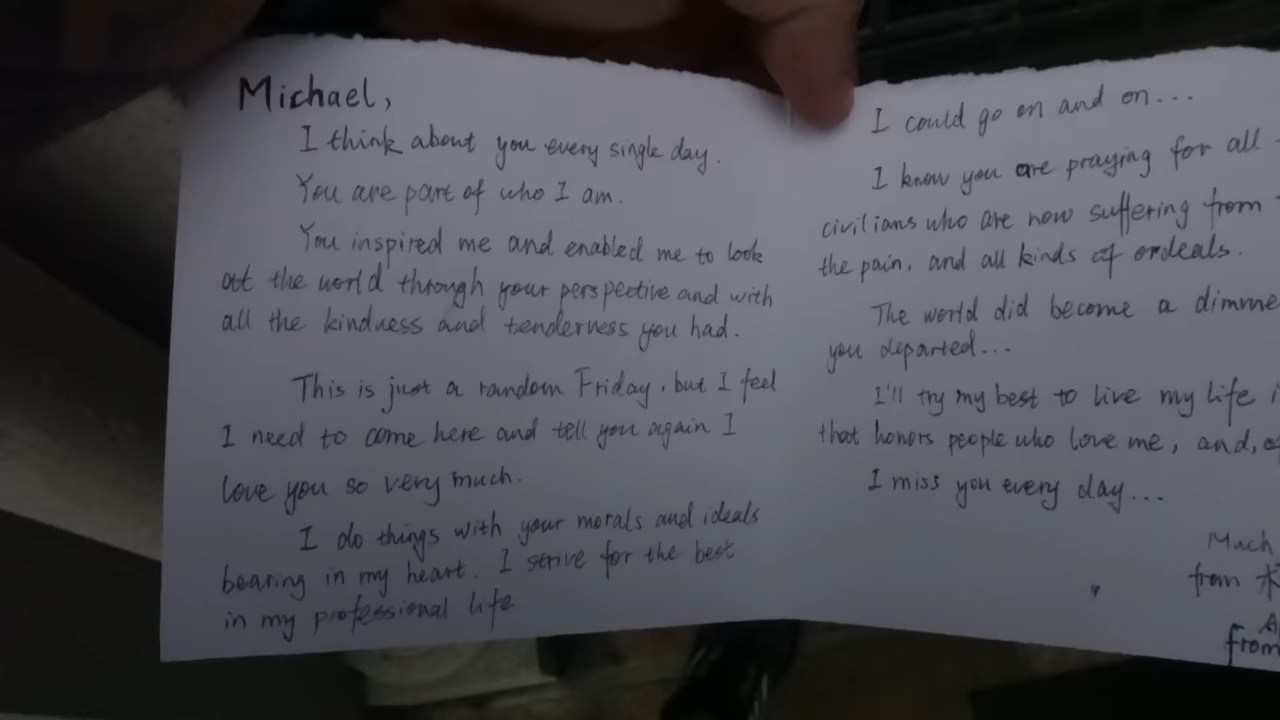 Michael,
I think about you every single day.
You are part of who I am.
You inspired me and enabled me to look
at the world through your perspective and with
all the kindness and tenderness you had.
This is just a random Friday, but I feel
I need to come here and tell you again I
love you so very much.
I do things with your morals and ideals
bearing in my heart. I strive for the best
in my professional life
I could go on and on...
I know you are praying for all
civilians who are now suffering from
the pain, and all kinds of ordeals.
The world did become a dimme
you departed...
I'll try my best to live my life
that honors people who love me, and,
I miss you every day...
Much
from
from